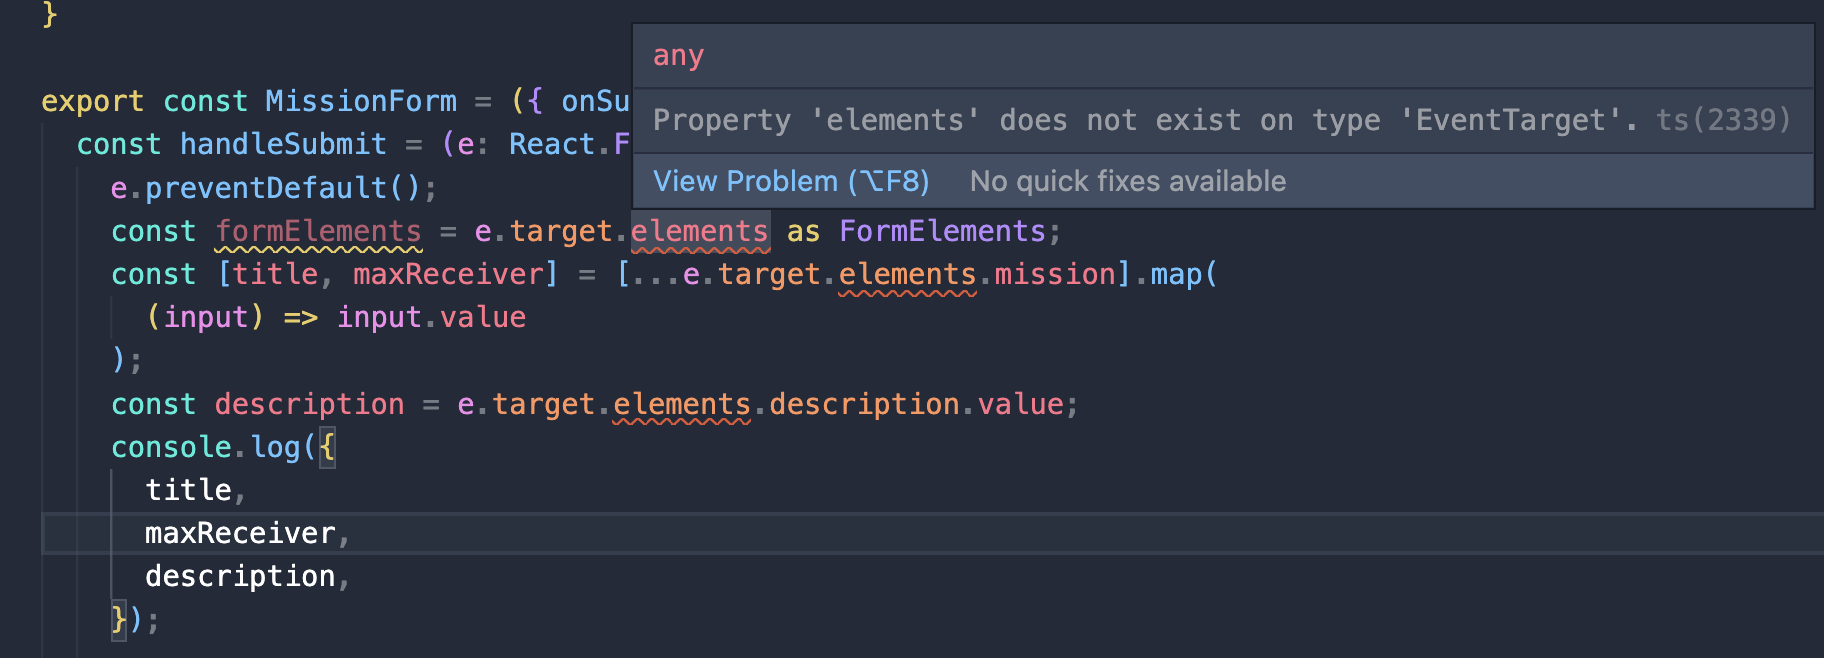 }
any
export const MissionForm = ({ onSu
Property 'elements' does not exist on type 'EventTarget'. ts(2339)
const handleSubmit = (e: React.F
View Problem (⌥F8) No quick fixes available
e.preventDefault();
const formElements = e.target.elements as FormElements;
const [title, maxReceiver] = [...e.target.elements.mission].map(
(input) => input.value
);
const description = e.target.elements.description.value;
console.log({
title,
maxReceiver,
description,
});